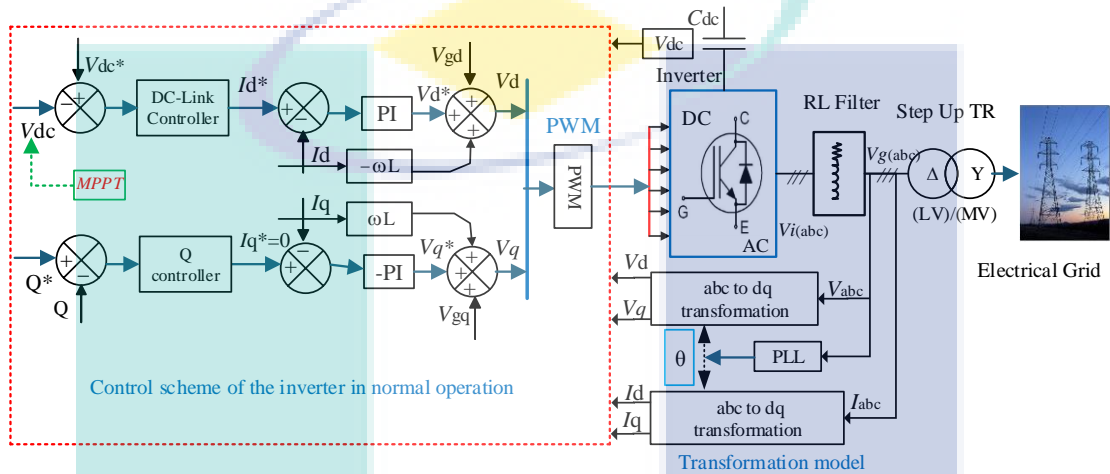 Cdc
Vdc
Inverter
Vdc*
Vgd
Vd
DC-Link
Controller
Id*
PI
Vd*
RL Filter
Step Up TR
PWM
PWM
DC
C
G
E
AC
Vg(abc)
Vi(abc)
Δ
Y
(LV)/(MV)
Electrical Grid
Vdc
MPPT
Id
-ωL
Iq
ωL
Q*
Q
Q
controller
Iq*=0
-PI
Vq*
Vq
Vgq
Vd
Vq
abc to dq
transformation
Vabc
θ
PLL
Id
Iq
abc to dq
transformation
Iabc
Control scheme of the inverter in normal operation
Transformation model